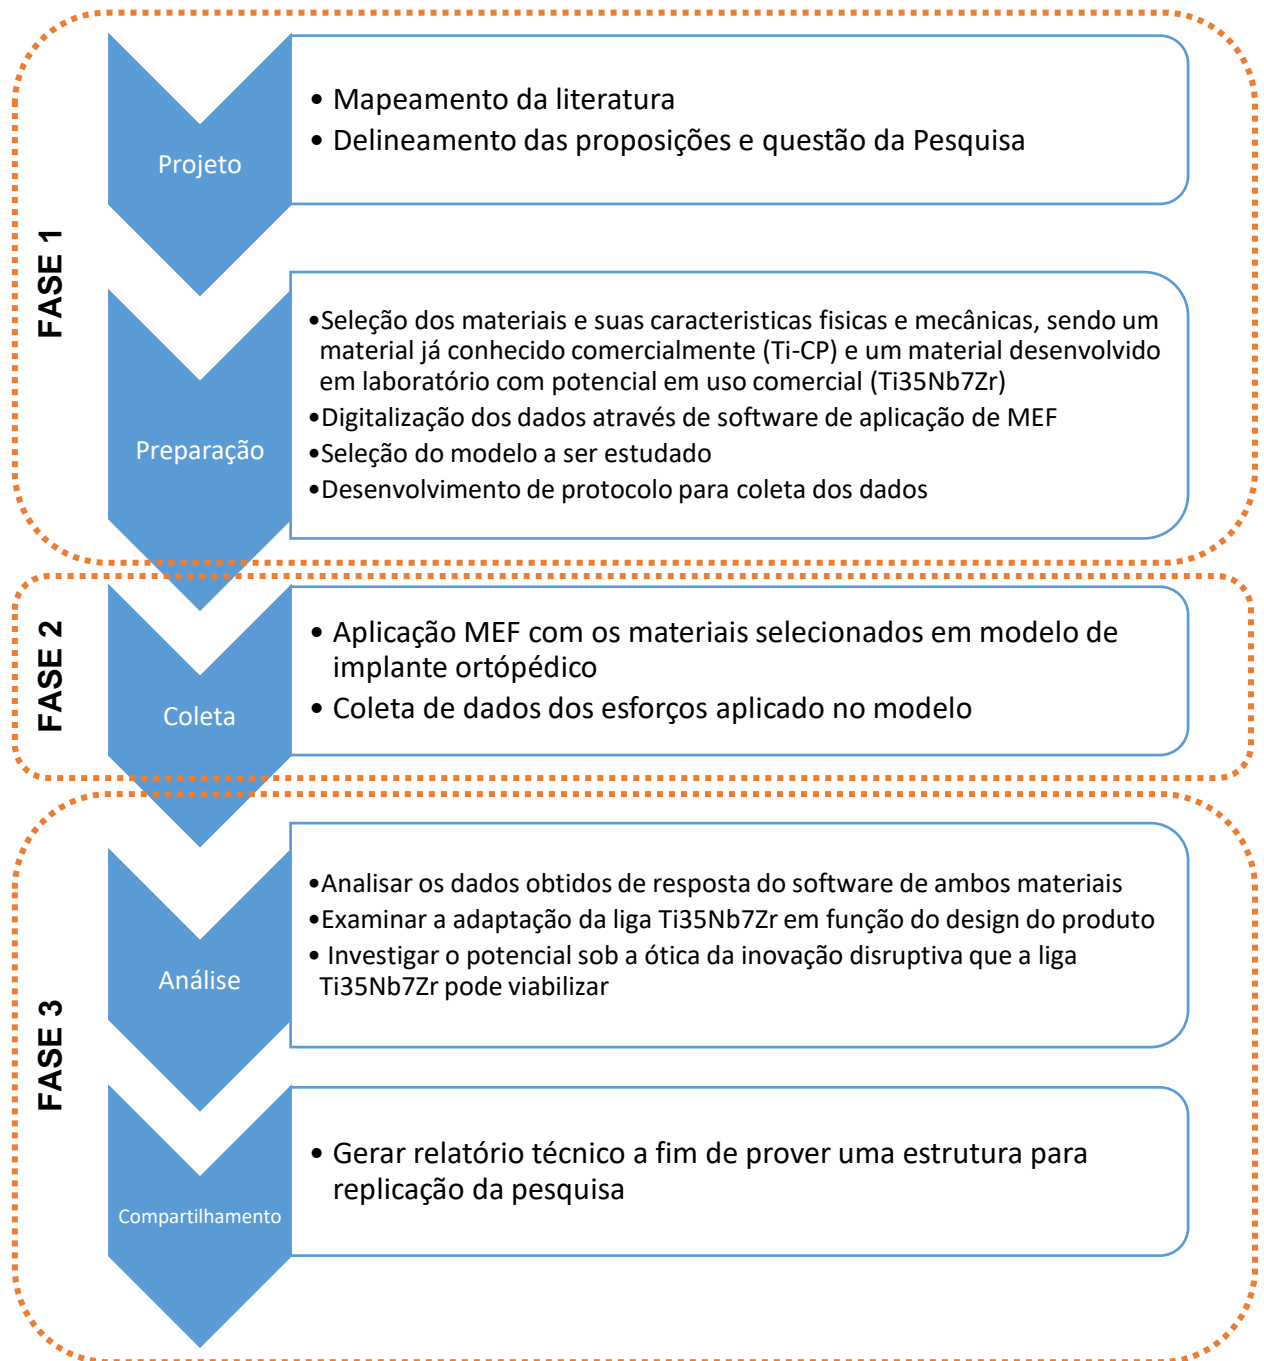 FASE 1
Projeto
• Mapeamento da literatura
• Delineamento das proposições e questão da Pesquisa
Preparação
•Seleção dos materiais e suas caracteristicas fisicas e mecânicas, sendo um
material já conhecido comercialmente (Ti-CP) e um material desenvolvido
em laboratório com potencial em uso comercial (Ti35Nb7Zr)
•Digitalização dos dados através de software de aplicação de MEF
•Seleção do modelo a ser estudado
•Desenvolvimento de protocolo para coleta dos dados
FASE 2
Coleta
• Aplicação MEF com os materiais selecionados em modelo de
implante ortópédico
• Coleta de dados dos esforços aplicado no modelo
FASE 3
Análise
•Analisar os dados obtidos de resposta do software de ambos materiais
•Examinar a adaptação da liga Ti35Nb7Zr em função do design do produto
• Investigar o potencial sob a ótica da inovação disruptiva que a liga
Ti35Nb7Zr pode viabilizar
Compartilhamento
• Gerar relatório técnico a fim de prover uma estrutura para
replicação da pesquisa